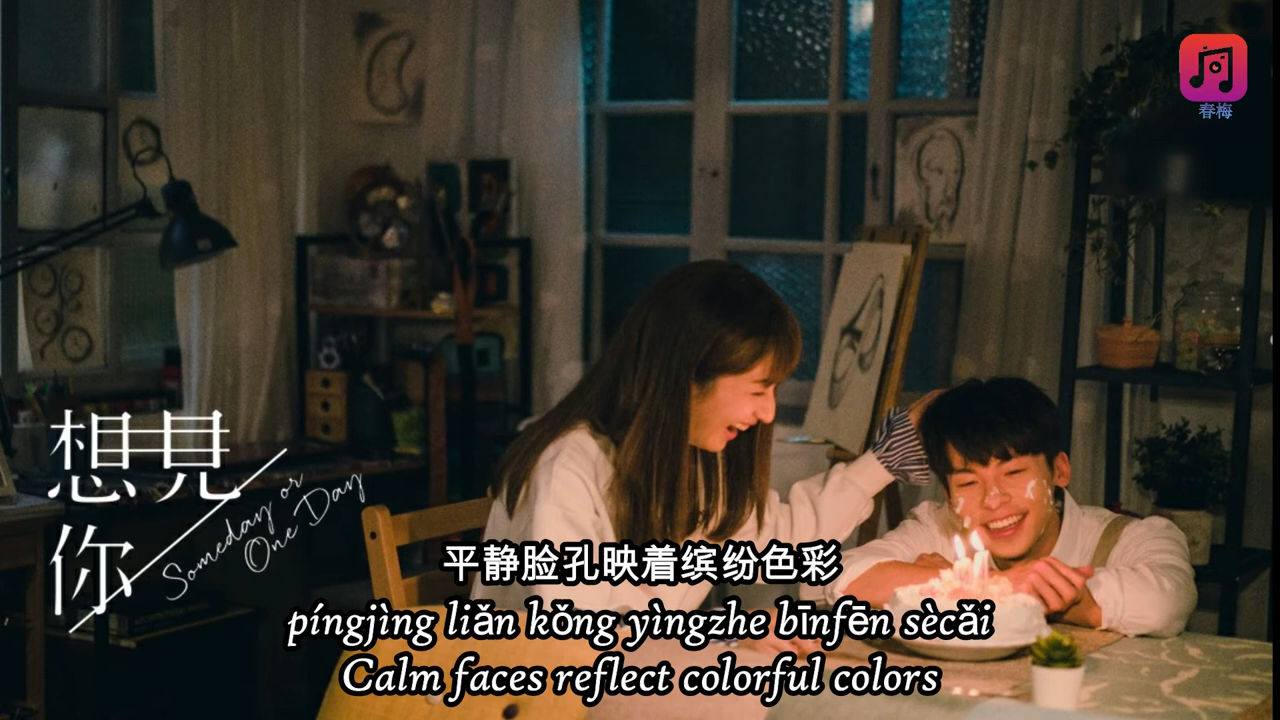 春梅
想見
你
Someday or
One Day
平静脸孔映着缤纷色彩
píngjìng liǎn kǒng yìngzhe bīnfēn sècǎi
Calm faces reflect colorful colors